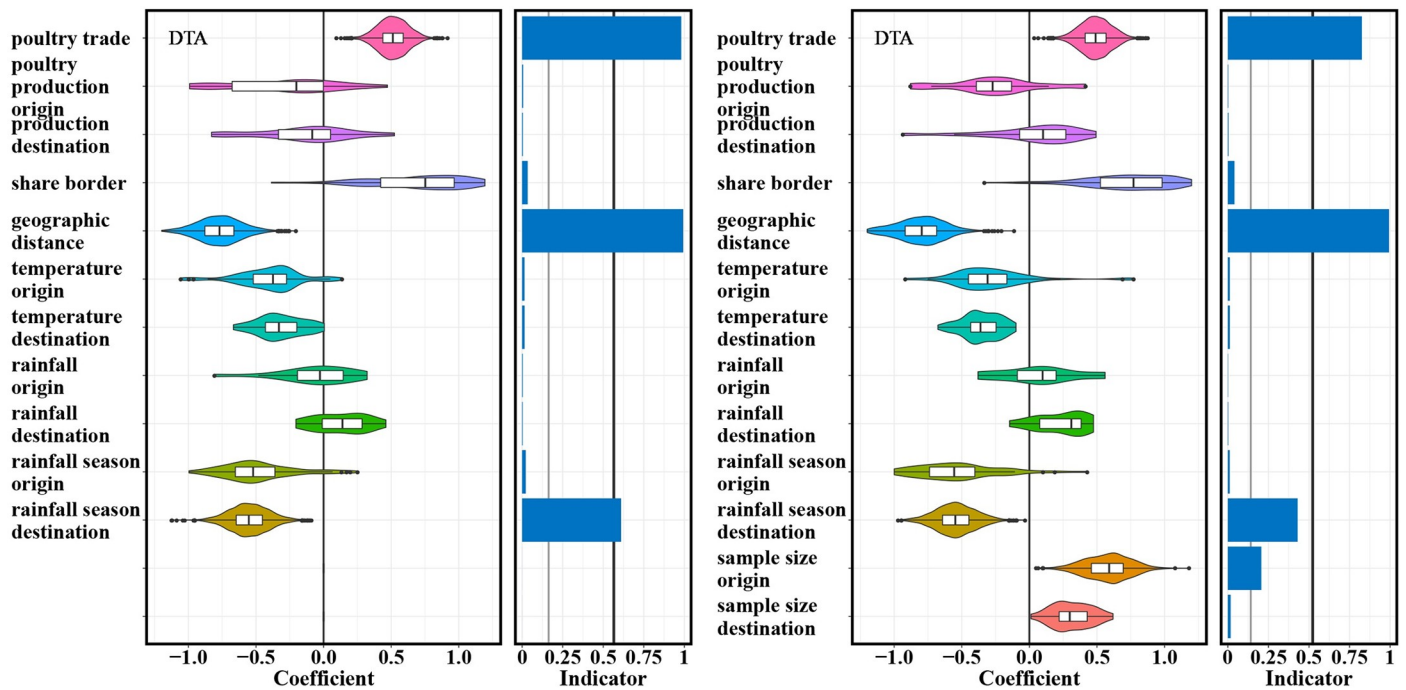 DTA
poultry trade
poultry
production
origin
production
destination
share border
geographic
distance
temperature
origin
temperature
destination
rainfall
origin
rainfall
destination
rainfall season
origin
rainfall season
destination
−1.0 −0.5 0.0 0.5 1.0
Coefficient
0 0.25 0.5 0.75 1
Indicator
DTA
poultry trade
poultry
production
origin
production
destination
share border
geographic
distance
temperature
origin
temperature
destination
rainfall
origin
rainfall
destination
rainfall season
origin
rainfall season
destination
sample size
origin
sample size
destination
−1.0 −0.5 0.0 0.5 1.0
Coefficient
0 0.25 0.5 0.75 1
Indicator